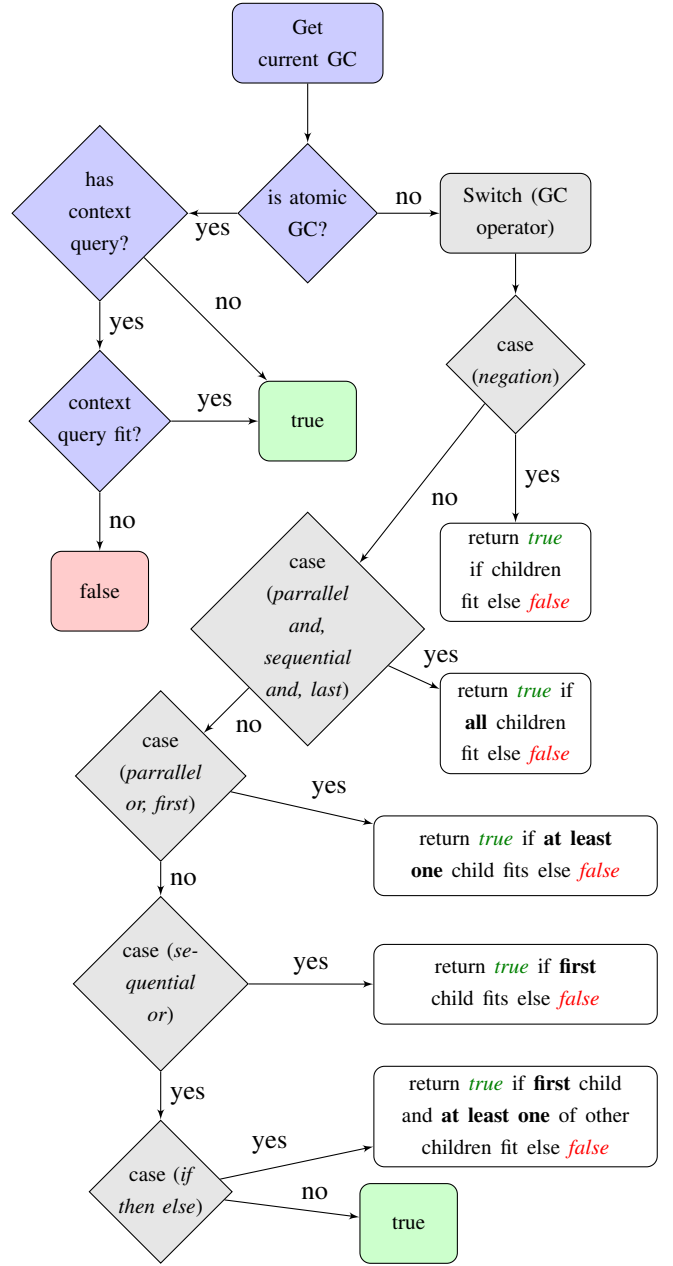 Get
current GC
has
context
query?
yes
is atomic
GC?
no
Switch (GC
operator)
no
yes
case
(negation)
context
query fit?
yes
true
no
yes
no
false
return true
if children
fit else false
case
(parrallel
and,
sequential
and, last)
yes
return true if
all children
fit else false
no
case
(parrallel
or, first)
yes
return true if at least
one child fits else false
no
case (se-
quential
or)
yes
return true if first
child fits else false
yes
return true if first child
and at least one of other
children fit else false
yes
case (if
then else)
no
true